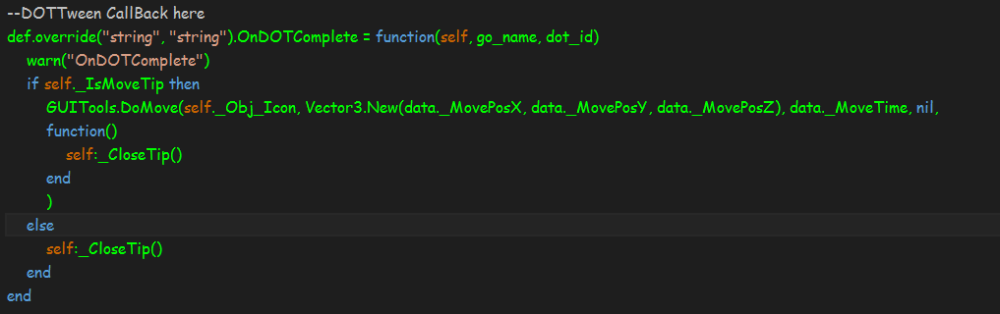 --DOTTween CallBack here
def.override("string", "string").OnDOTComplete = function(self, go_name, dot_id)
warn("OnDOTComplete")
if self._IsMoveTip then
GUITools.DoMove(self._Obj_Icon, Vector3.New(data._MovePosX, data._MovePosY, data._MovePosZ), data._MoveTime, nil,
function()
self:_CloseTip()
end
)
else
self:_CloseTip()
end
end